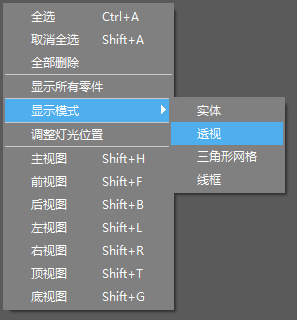 全选 Ctrl+A
取消全选 Shift+A
全部删除
显示所有零件
显示模式
调整灯光位置
主视图 Shift+H
前视图 Shift+F
后视图 Shift+B
左视图 Shift+L
右视图 Shift+R
顶视图 Shift+T
底视图 Shift+G
实体
透视
三角形网格
线框